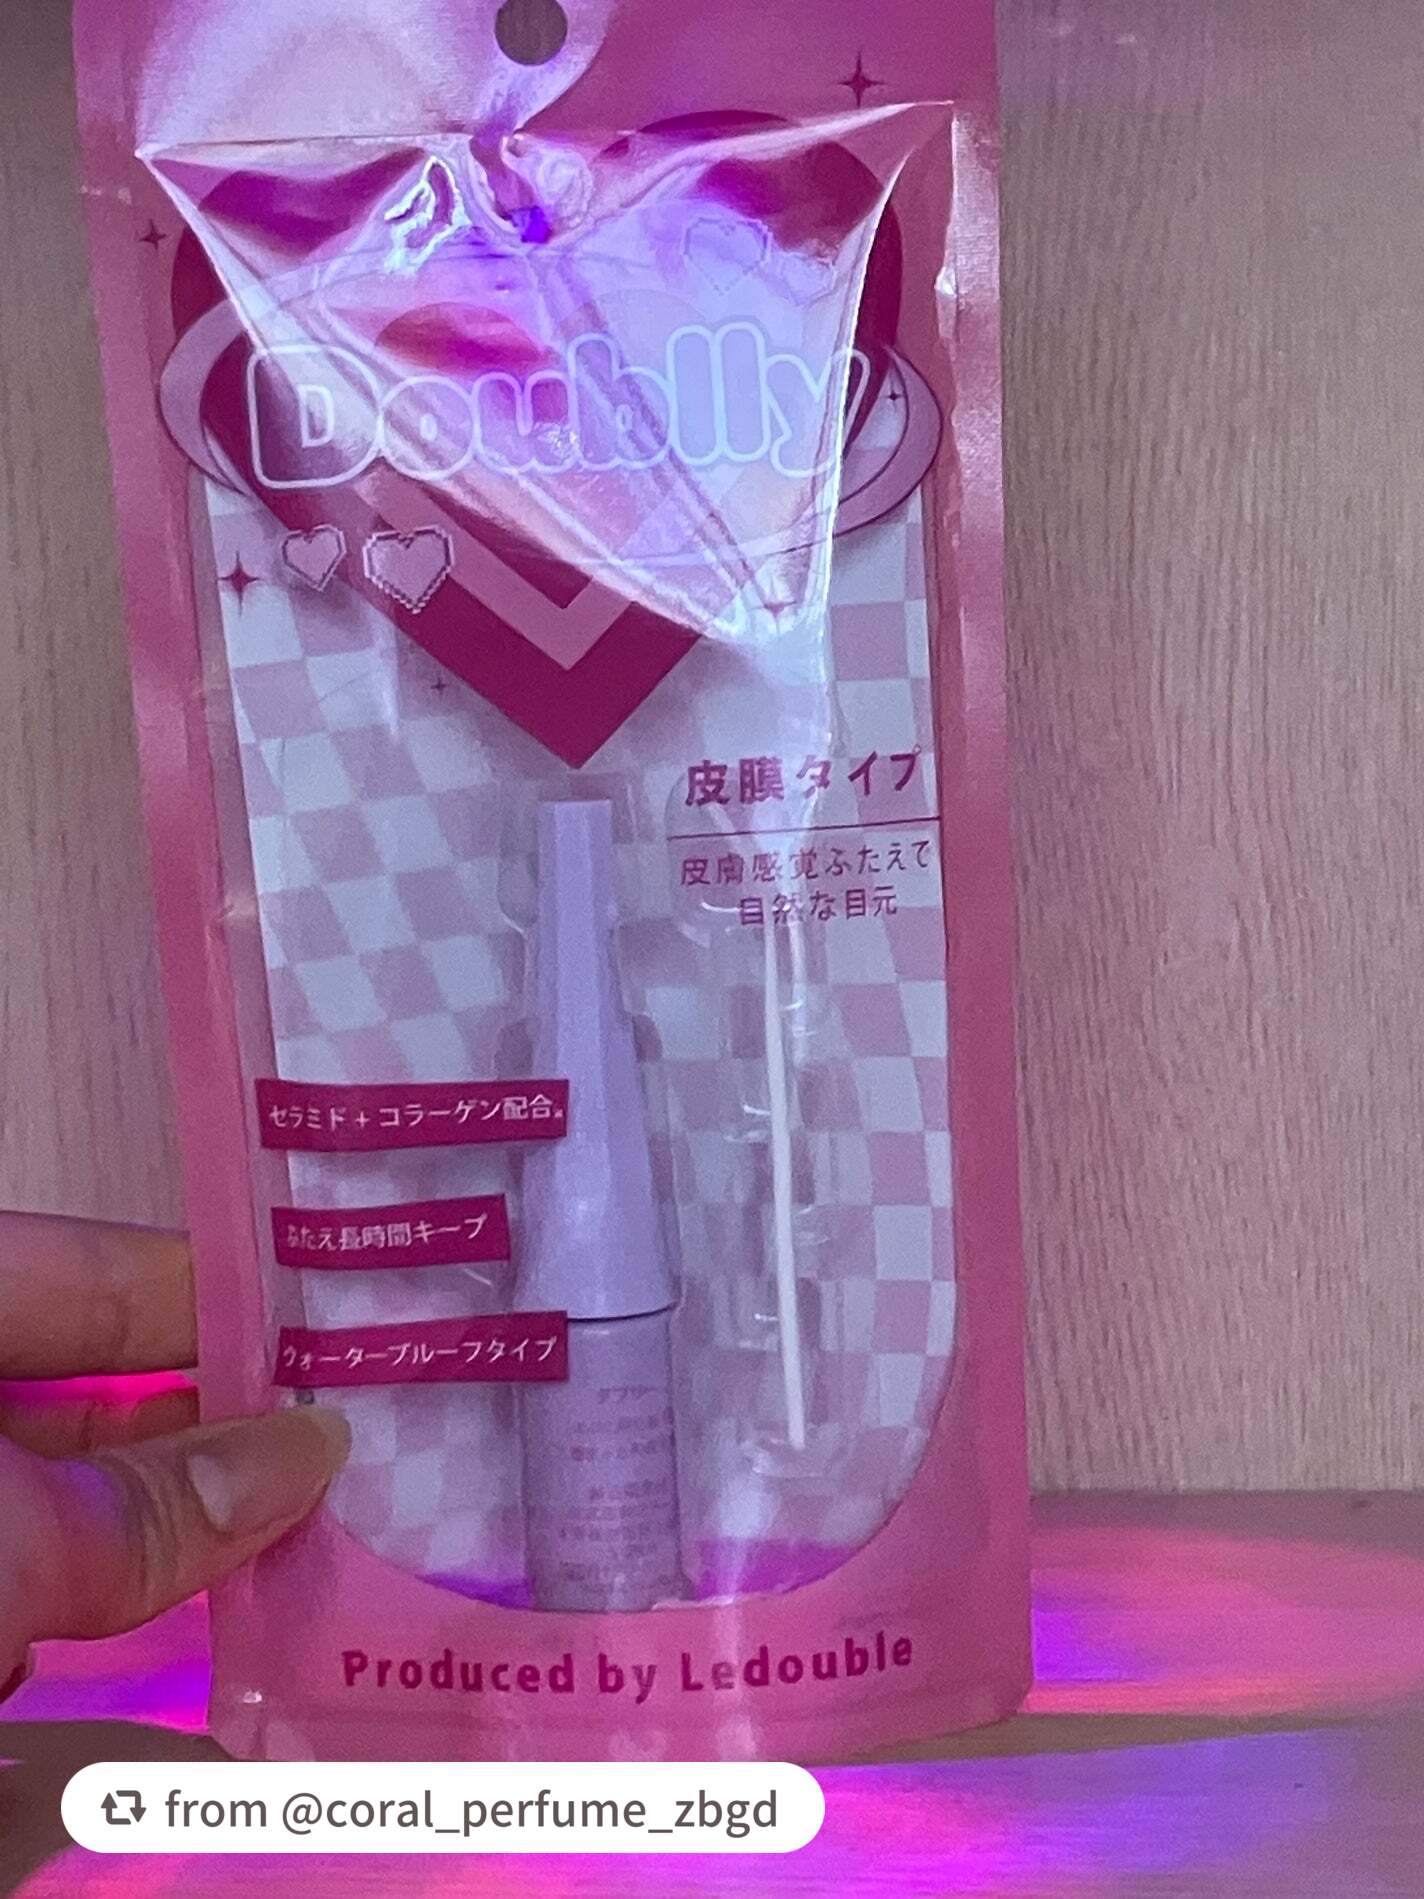 Doublly
皮膜タイプ
皮膚感覚ふたえで
自然な目元
セラミド+コラーゲン配合
ふたえ長時間キープ
ウォータープルーフタイプ
Produced by Ledouble
from @coral_perfume_zbgd